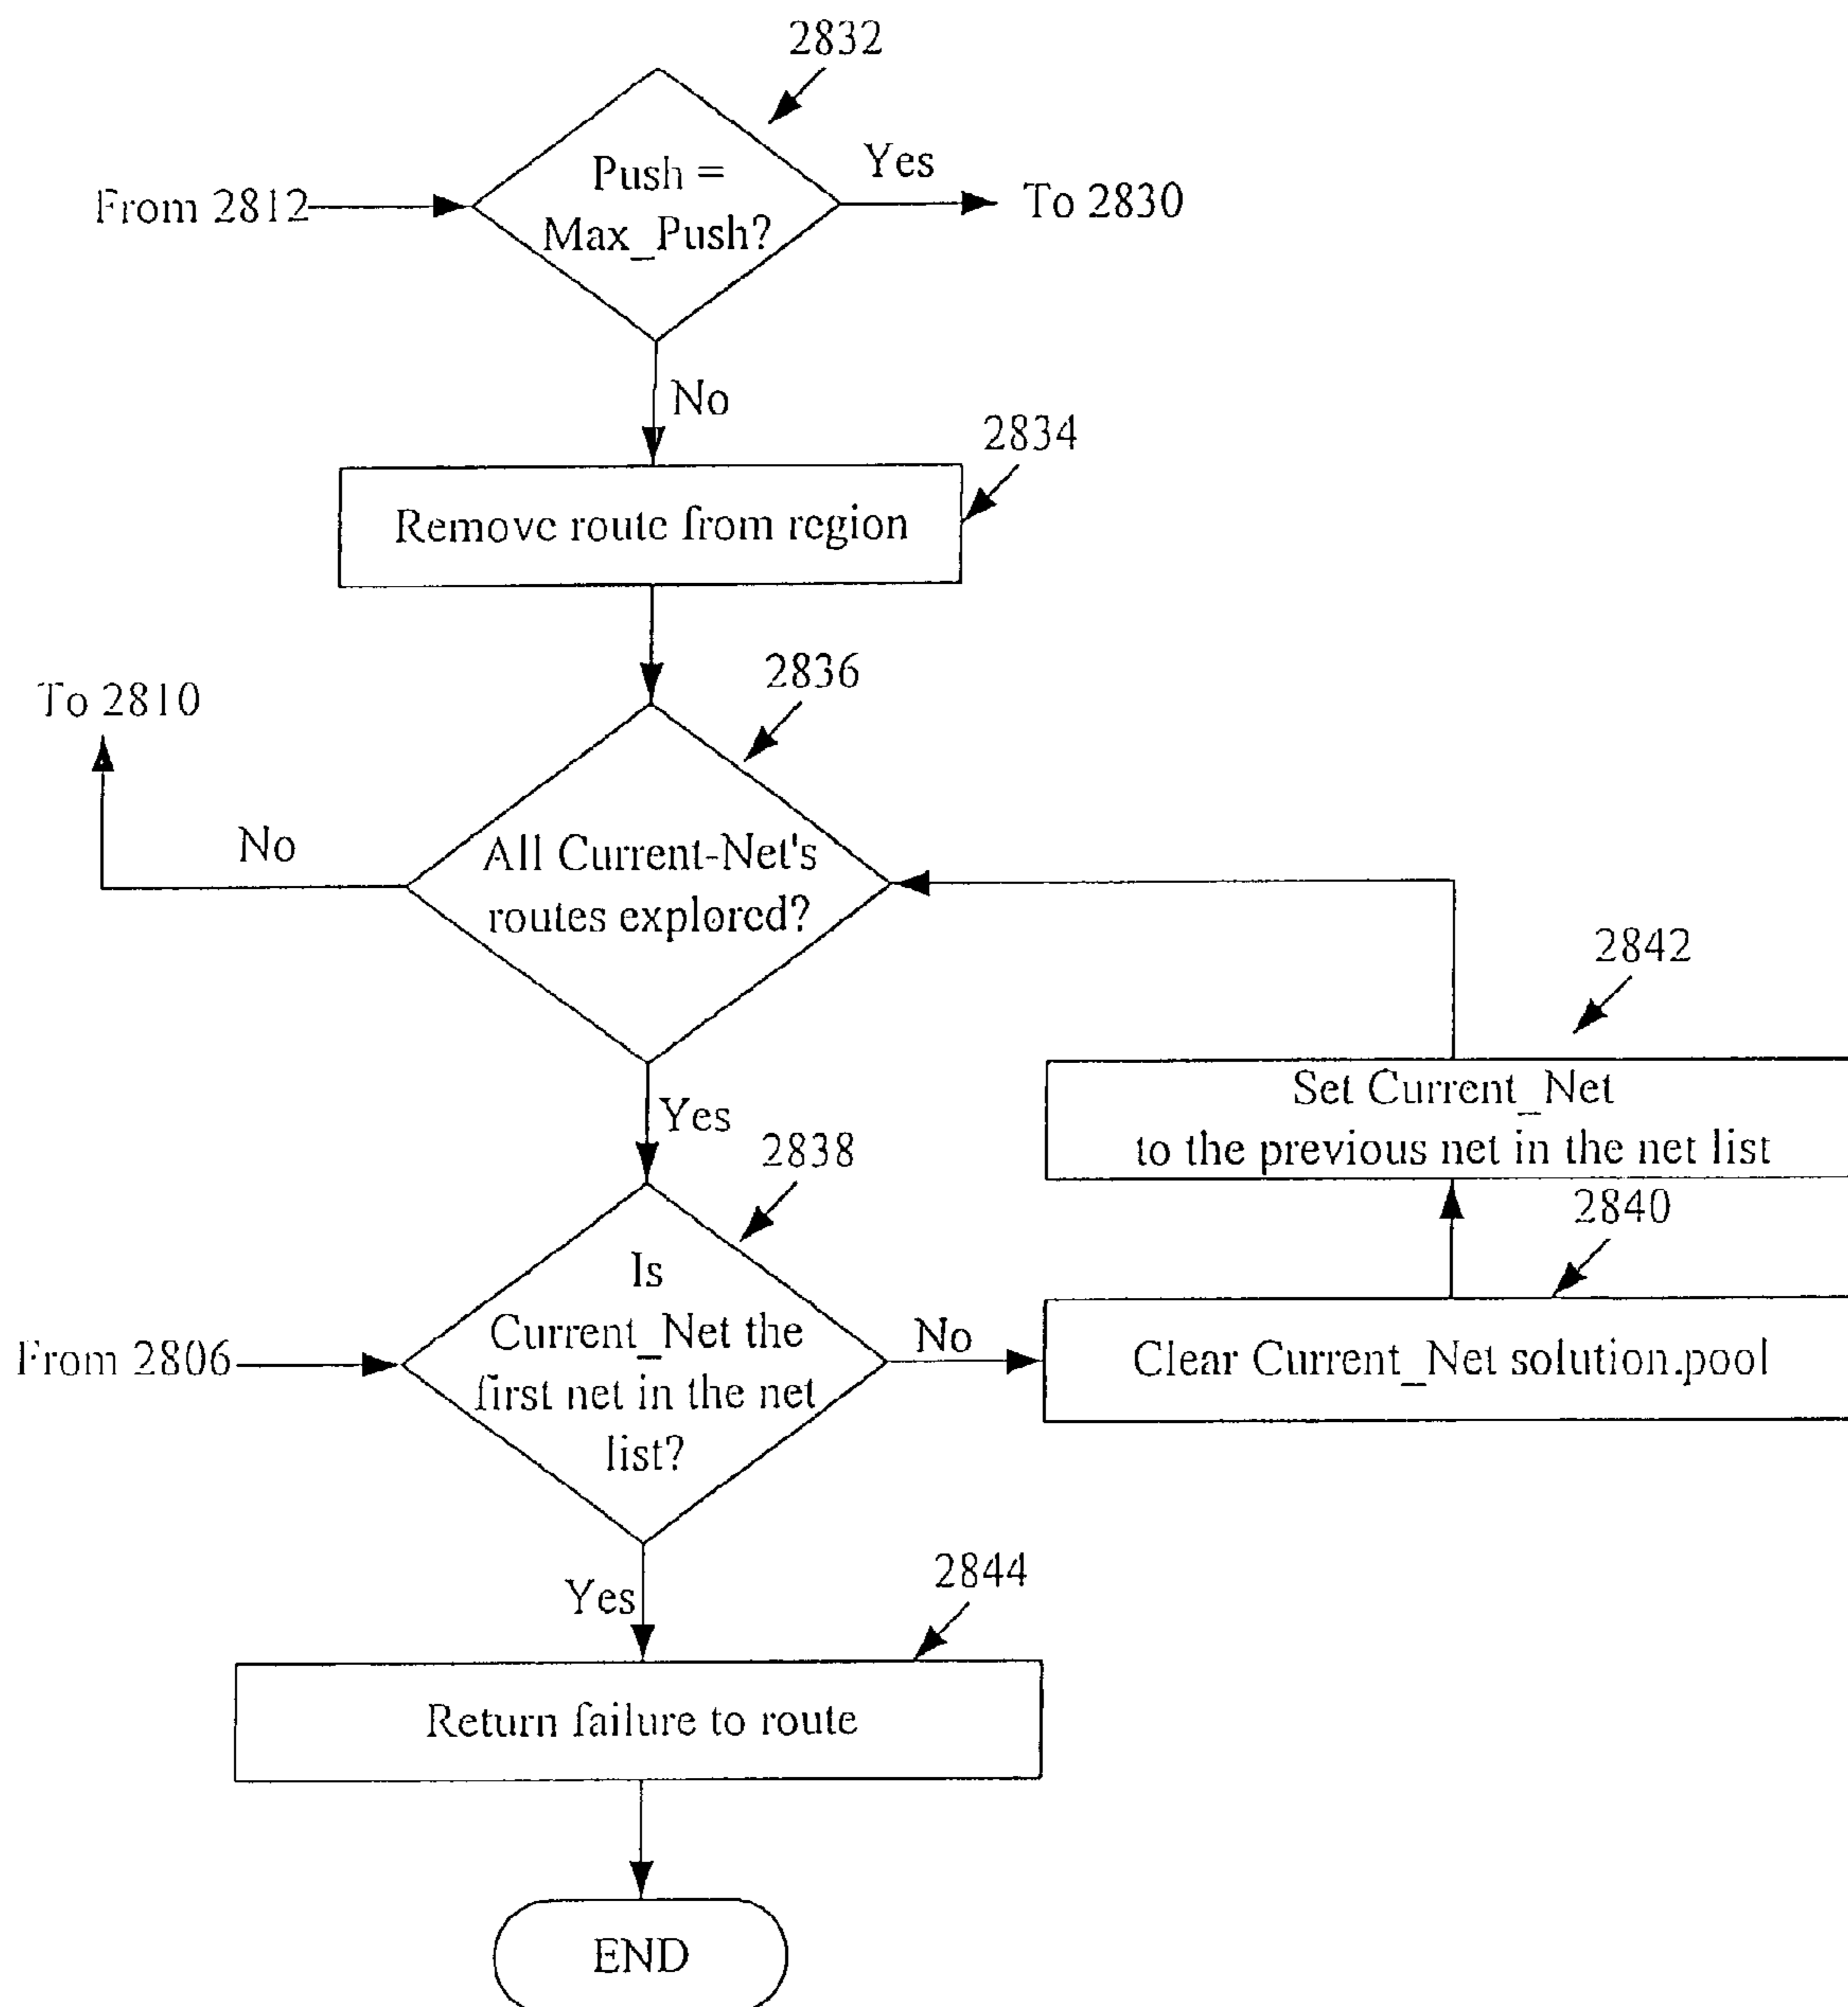 2832
Push =
Max_Push?
Yes
From 2812
To 2830
No
2834
Remove route from region
2836
To 2810
No
All Current-Net's
routes explored?
2842
Set Current_Net
to the previous net in the net list
Yes
2838
2840
Is
Current_Net the
first net in the net
list?
From 2806
No
Clear Current_Net solution.pool
Yes
2844
Return failure to route
END